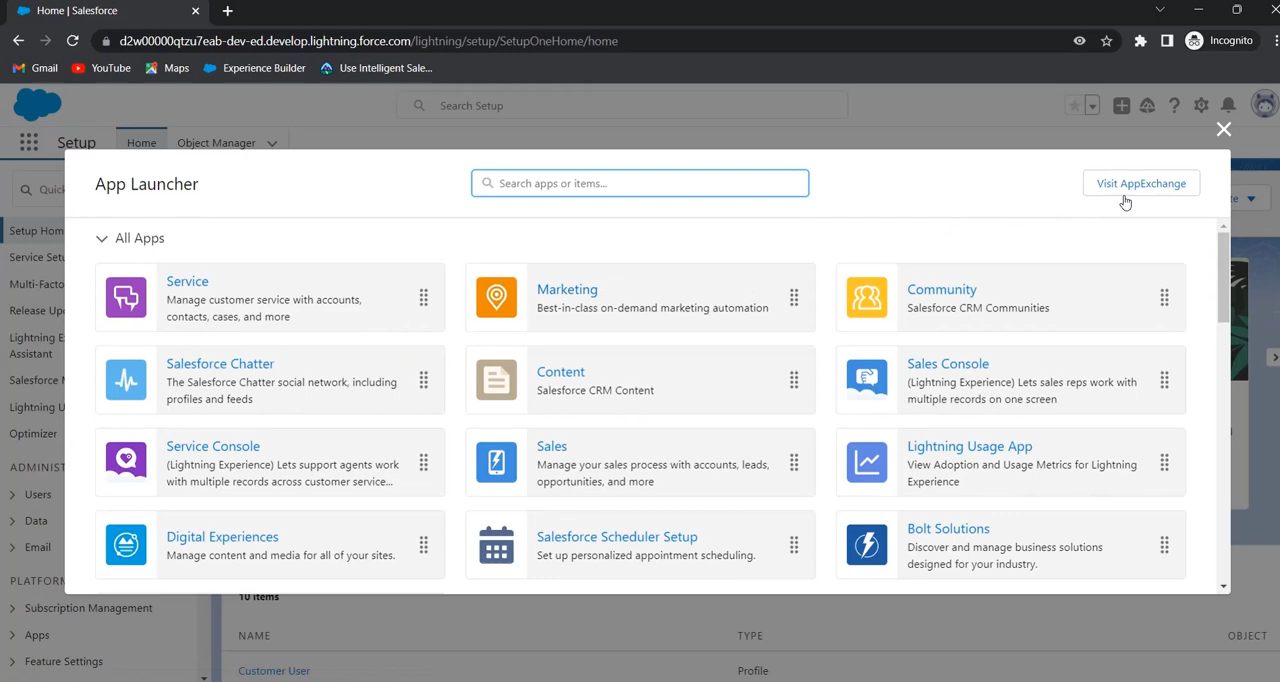 Home | Salesforce
d2w00000qtzu7eab-dev-ed.develop.lightning.force.com/lightning/setup/SetupOneHome/home
Incognito
Gmail
YouTube
Maps
Experience Builder
Use Intelligent Sale...
Search Setup
Setup
Home
Object Manager
App Launcher
Search apps or items...
Visit AppExchange
All Apps
Service
Manage customer service with accounts,
contacts, cases, and more
Marketing
Best-in-class on-demand marketing automation
Community
Salesforce CRM Communities
Salesforce Chatter
The Salesforce Chatter social network, including
profiles and feeds
Content
Salesforce CRM Content
Sales Console
(Lightning Experience) Lets sales reps work with
multiple records on one screen
Service Console
(Lightning Experience) Lets support agents work
with multiple records across customer service...
Sales
Manage your sales process with accounts, leads,
opportunities, and more
Lightning Usage App
View Adoption and Usage Metrics for Lightning
Experience
Digital Experiences
Manage content and media for all of your sites.
Salesforce Scheduler Setup
Set up personalized appointment scheduling.
Bolt Solutions
Discover and manage business solutions
designed for your industry.
Quick
Setup Hom
Service Setu
Multi-Facto
Release Upd
Lightning E
Assistant
Salesforce M
Lightning U
Optimizer
ADMINIST
Users
Data
Email
PLATFORM
Subscription Management
Apps
Feature Settings
10 items
NAME
TYPE
OBJECT
Customer User
Profile